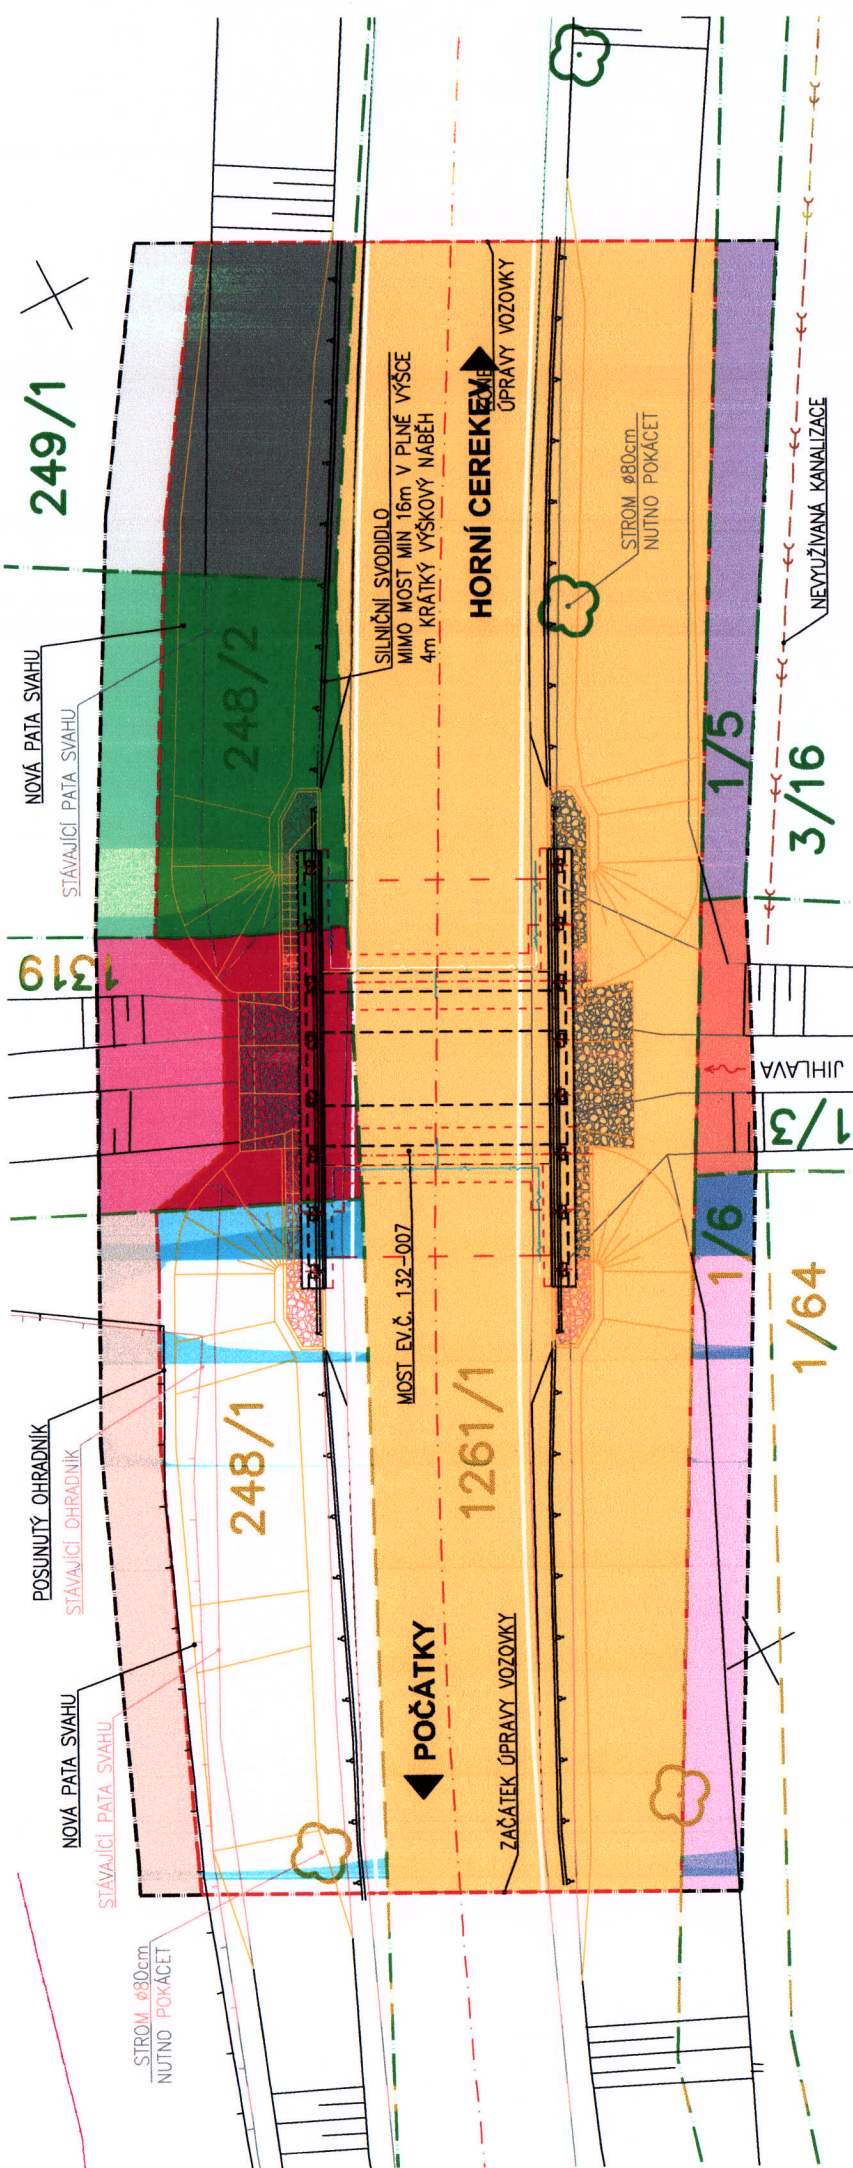 249/1
NOVÁ PATA SVAHU
STÁVAJÍCÍ PATA SVAHU
248/2
SILNIČNÍ SVODIDLO
MIMO MOST MIN 16m V PLNÉ VÝŠCE
4m KRÁTKÝ VÝŠKOVÝ NÁBĚH
HORNÍ CEREKEV
ÚPRAVY VOZOVKY
STROM ø80cm
NUTNO POKÁCET
1/5
3/16
NEVYUŽÍVANÁ KANALIZACE
1319
JIHLAVA
1/3
1/6
1/64
MOST EV.Č. 132-007
POSUNUTÝ OHRADNÍK
STÁVAJÍCÍ OHRADNÍK
248/1
1261/1
NOVÁ PATA SVAHU
STÁVAJÍCÍ PATA SVAHU
POČÁTKY
ZAČÁTEK ÚPRAVY VOZOVKY
STROM ø80cm
NUTNO POKÁCET